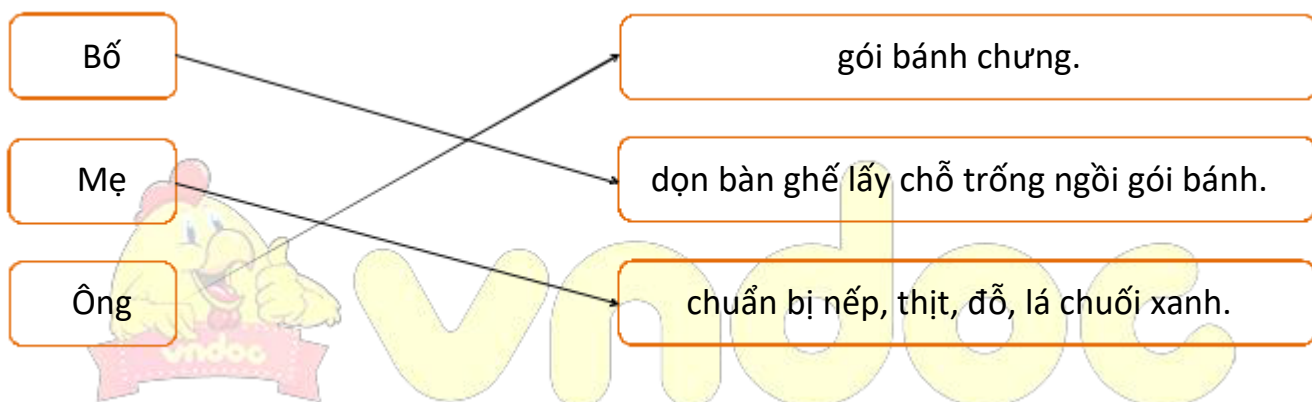 Bố
gói bánh chưng.
Mẹ
dọn bàn ghế lấy chỗ trống ngồi gói bánh.
Ông
chuẩn bị nếp, thịt, đỗ, lá chuối xanh.
vndoc
vndoc